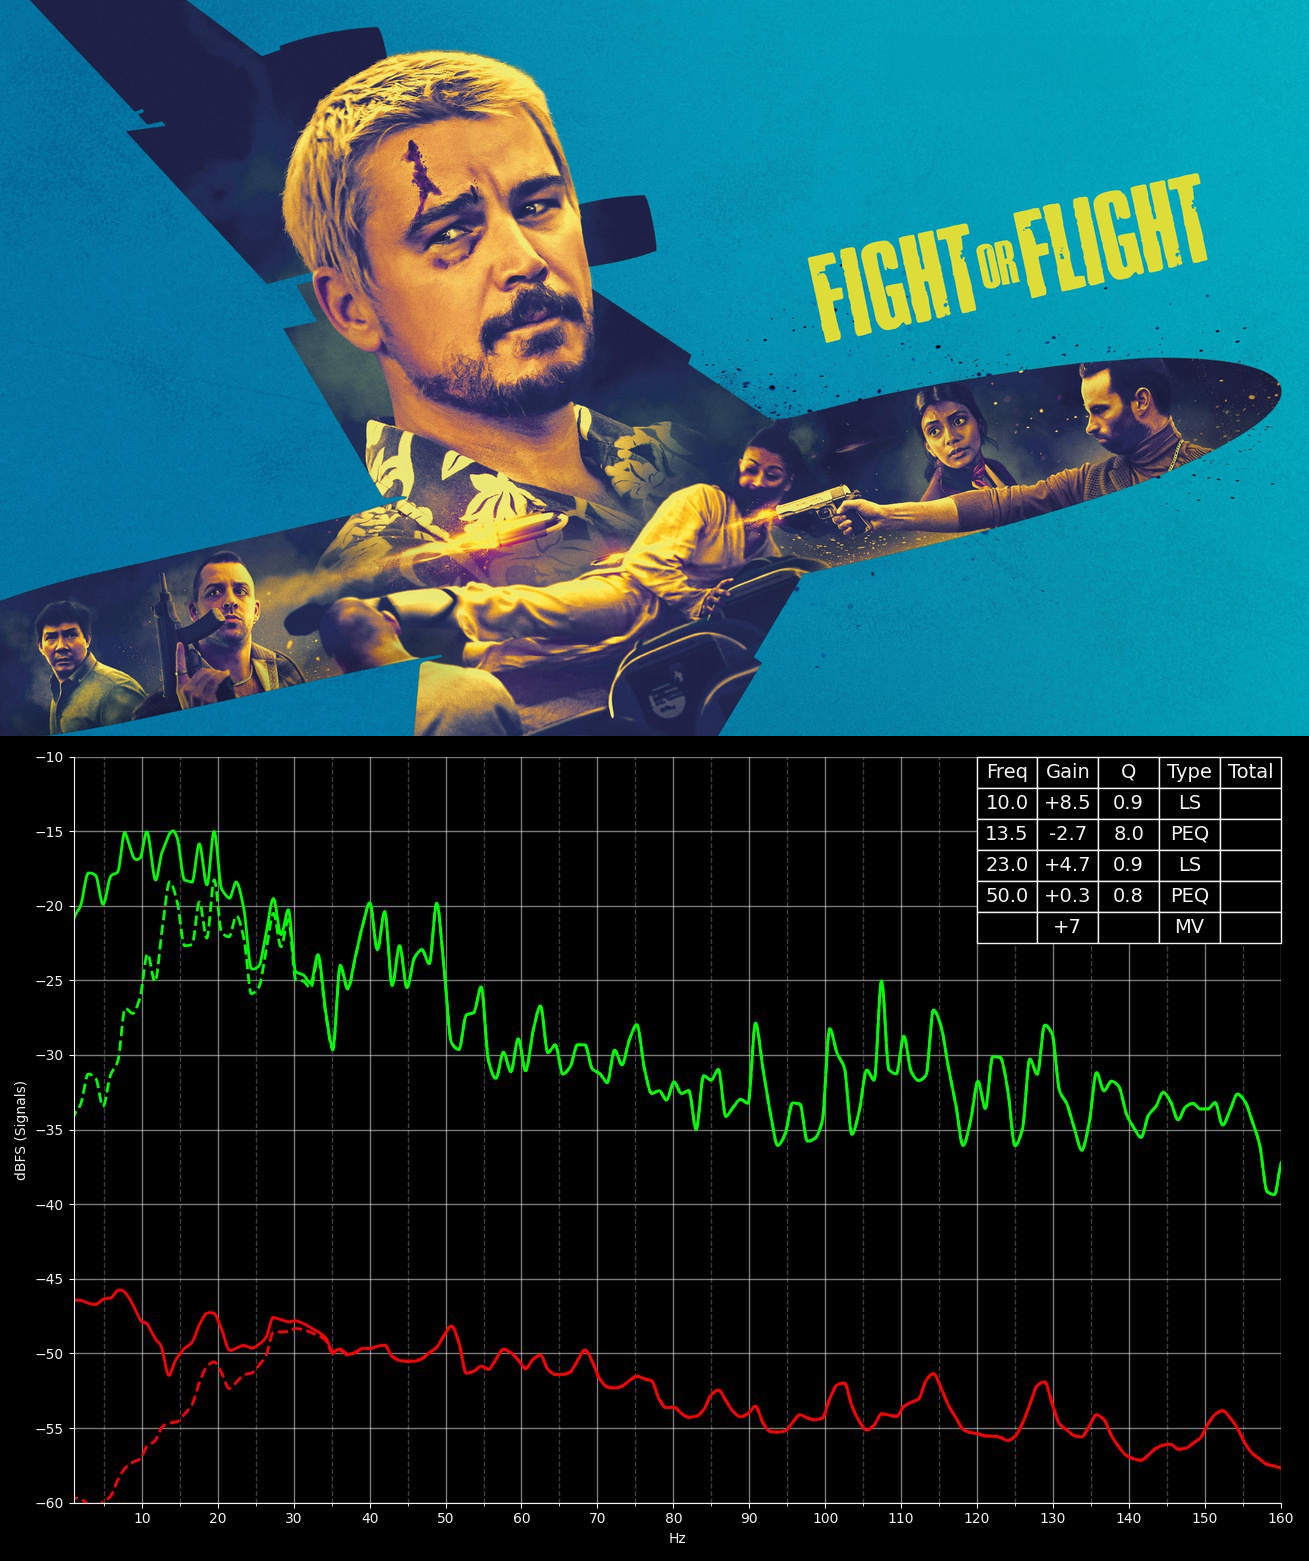 FIGHT OR FLIGHT
Freq Gain Q Type Total
10.0 +8.5 0.9 LS
13.5 -2.7 8.0 PEQ
23.0 +4.7 0.9 LS
50.0 +0.3 0.8 PEQ
+7 MV
−10
−15
−20
−25
−30
−35
−40
−45
−50
−55
−60
dBFS (Signals)
10 20 30 40 50 60 70 80 90 100 110 120 130 140 150 160
Hz